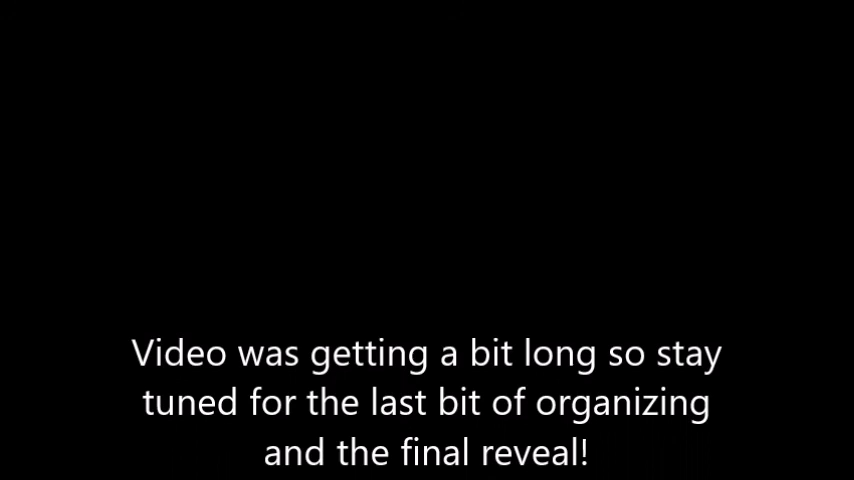 Video was getting a bit long so stay
tuned for the last bit of organizing
and the final reveal!